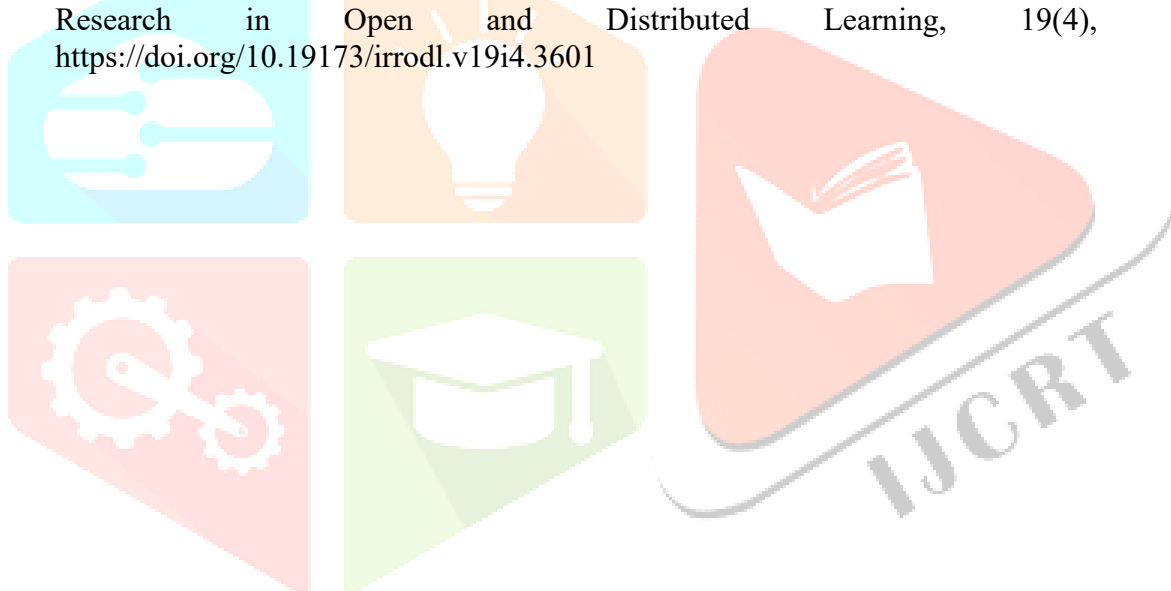 Research in Open and Distributed Learning, 19(4),
https://doi.org/10.19173/irrodl.v19i4.3601
IJCRT